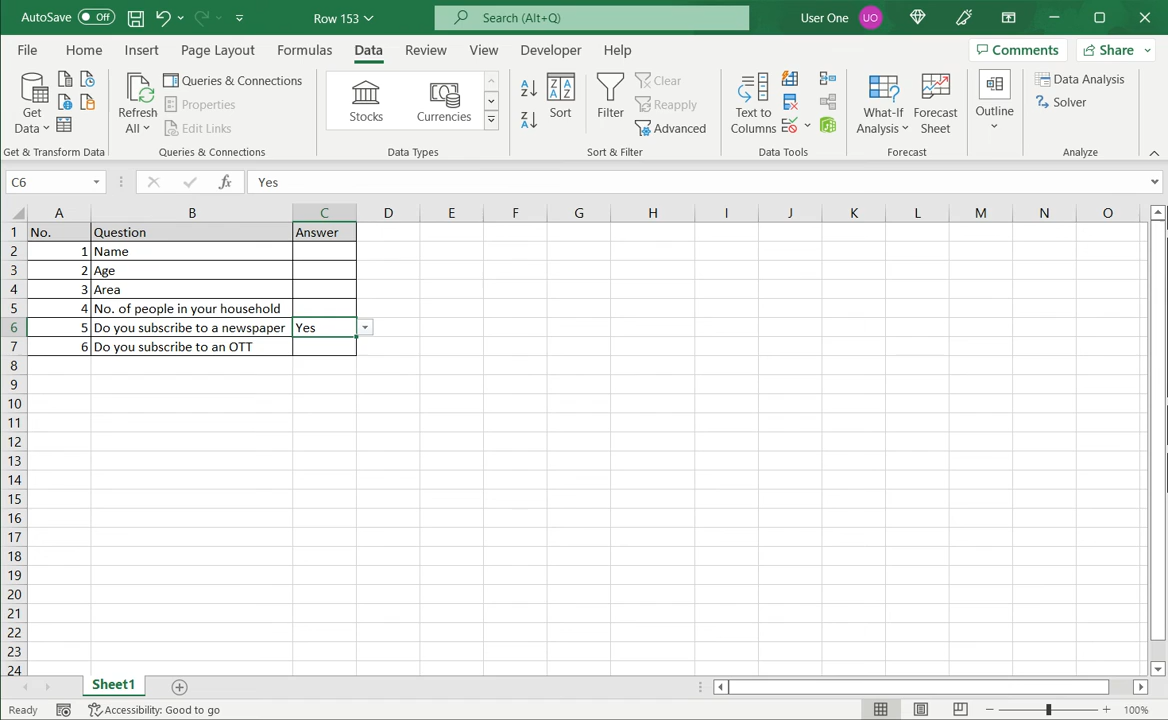 AutoSave Off Row 153 Search (Alt+Q) User One UO
File Home Insert Page Layout Formulas Data Review View Developer Help Comments Share
Get Data
Refresh All
Queries & Connections
Properties
Edit Links
Stocks Currencies
Sort
Filter
Clear
Reapply
Advanced
Text to Columns
What-If Analysis
Forecast Sheet
Outline
Data Analysis
Solver
Get & Transform Data Queries & Connections Data Types Sort & Filter Data Tools Forecast Analyze
C6 fx Yes
A B C D E F G H I J K L M N O
1 No. Question Answer
2 1 Name
3 2 Age
4 3 Area
5 4 No. of people in your household
6 5 Do you subscribe to a newspaper Yes
7 6 Do you subscribe to an OTT
8
9
10
11
12
13
14
15
16
17
18
19
20
21
22
23
24
Sheet1
Ready Accessibility: Good to go 100%